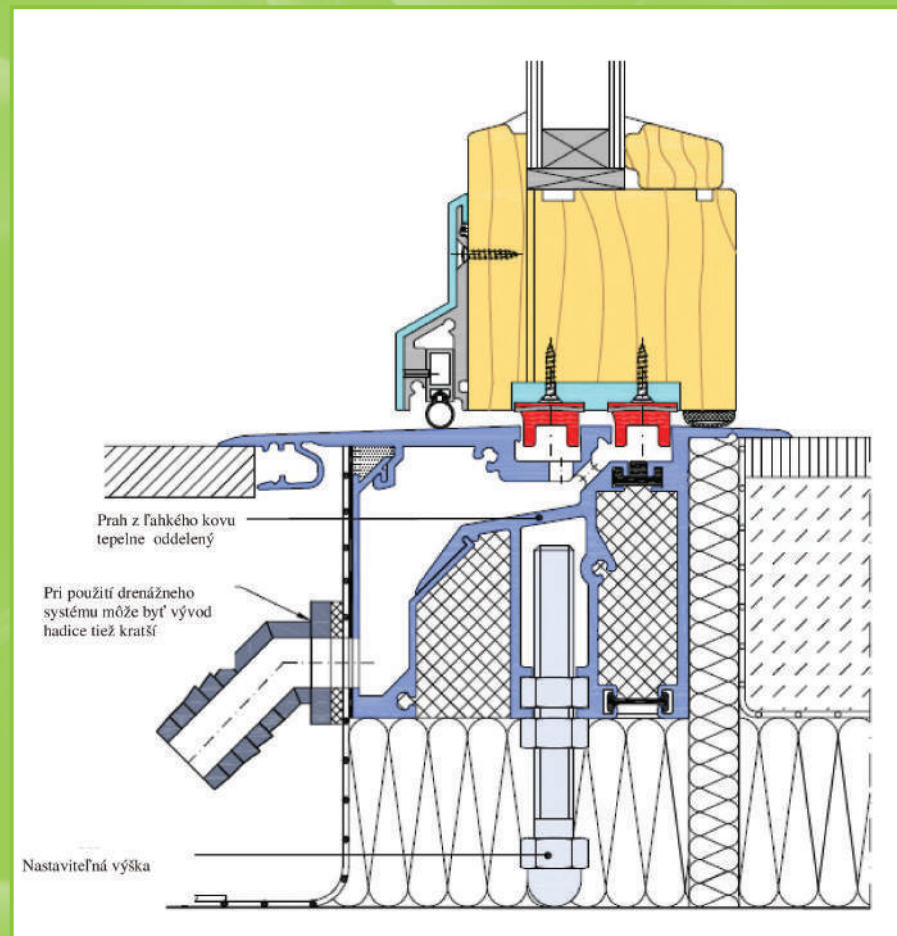 Prah z ľahkého kovu
tepelne oddelený
Pri použití drenážneho
systému môže byť vývod
hadice tiež kratší
Nastaviteľná výška